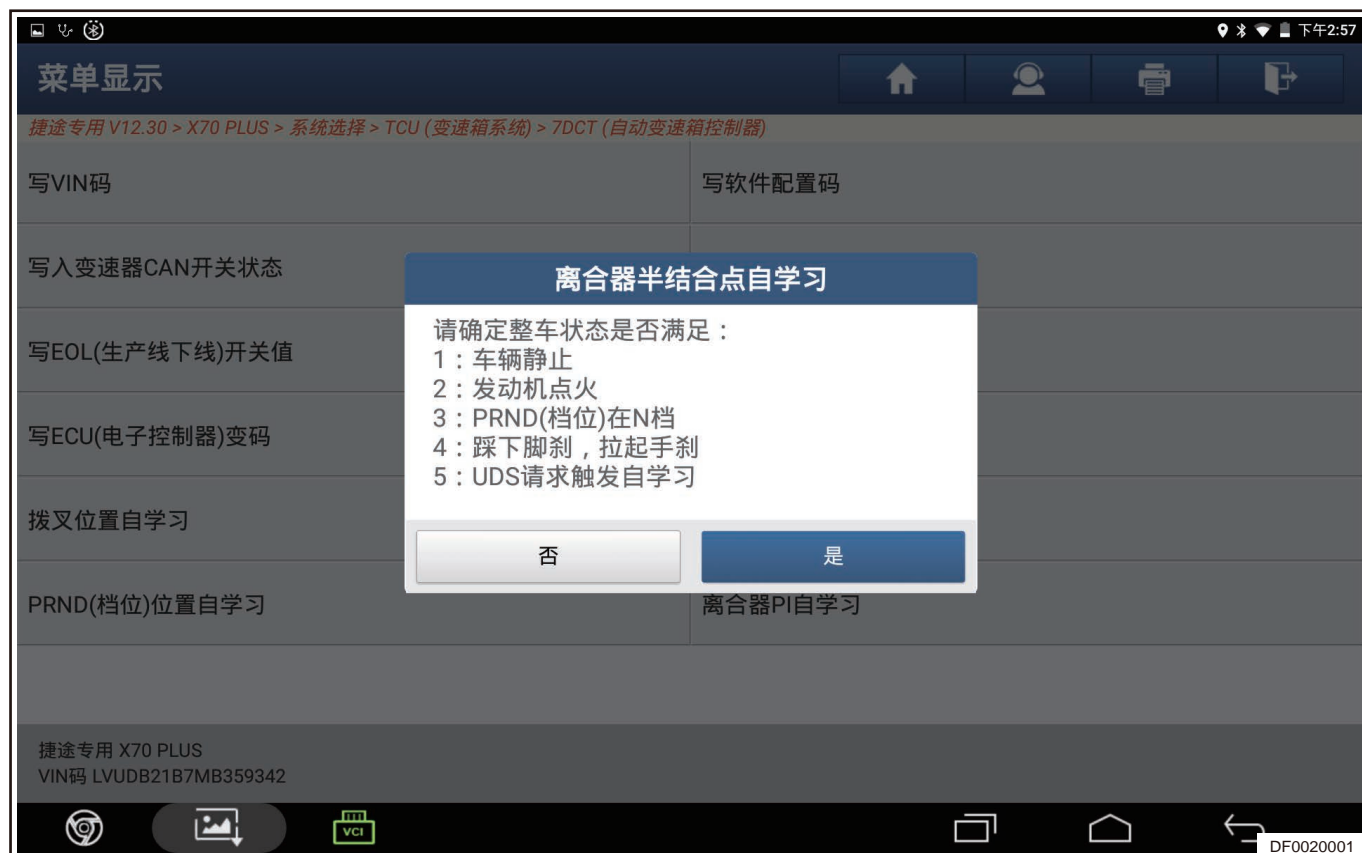 下午2:57
菜单显示
捷途专用 V12.30 > X70 PLUS > 系统选择 > TCU (变速箱系统) > 7DCT (自动变速箱控制器)
写VIN码
写软件配置码
写入变速器CAN开关状态
写EOL(生产线下线)开关值
写ECU(电子控制器)变码
拨叉位置自学习
PRND(档位)位置自学习
离合器PI自学习
离合器半结合点自学习
请确定整车状态是否满足：
1：车辆静止
2：发动机点火
3：PRND(档位)在N档
4：踩下脚刹，拉起手刹
5：UDS请求触发自学习
否
是
捷途专用 X70 PLUS
VIN码 LVUDB21B7MB359342
VCI
DF0020001